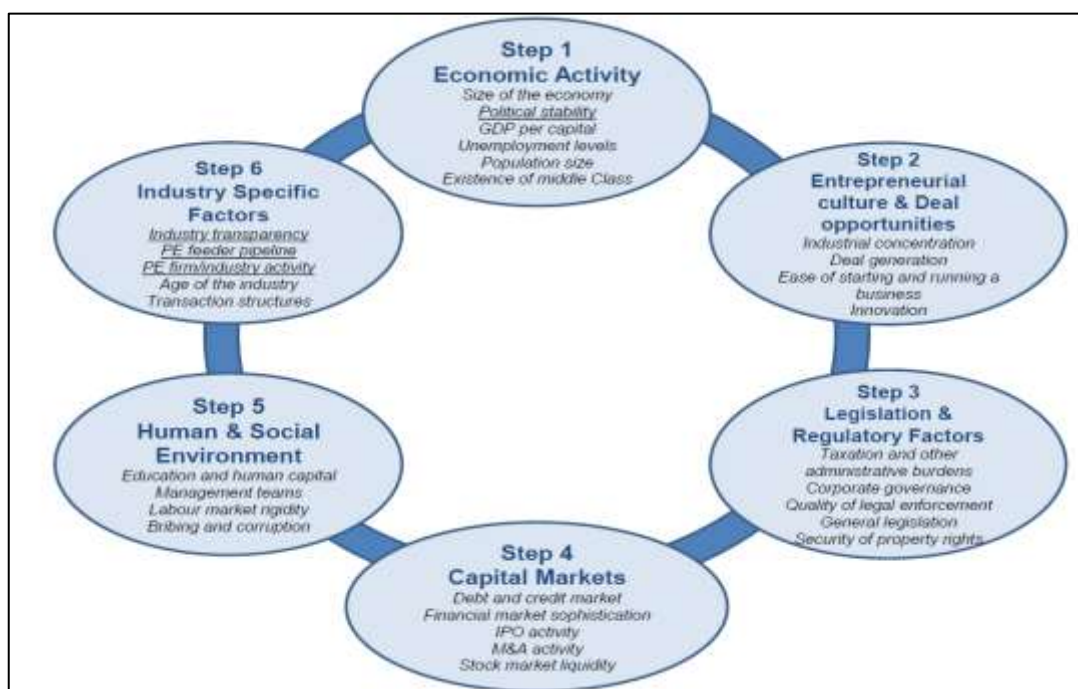 Step 1
Economic Activity
Size of the economy
Political stability
GDP per capital
Unemployment levels
Population size
Existence of middle Class
Step 2
Entrepreneurial
culture & Deal
opportunities
Industrial concentration
Deal generation
Ease of starting and running a
business
Innovation
Step 3
Legislation &
Regulatory Factors
Taxation and other
administrative burdens
Corporate governance
Quality of legal enforcement
General legislation
Security of property rights
Step 4
Capital Markets
Debt and credit market
Financial market sophistication
IPO activity
M&A activity
Stock market liquidity
Step 5
Human & Social
Environment
Education and human capital
Management teams
Labour market rigidity
Bribing and corruption
Step 6
Industry Specific
Factors
Industry transparency
PE feeder pipeline
PE firm/industry activity
Age of the industry
Transaction structures